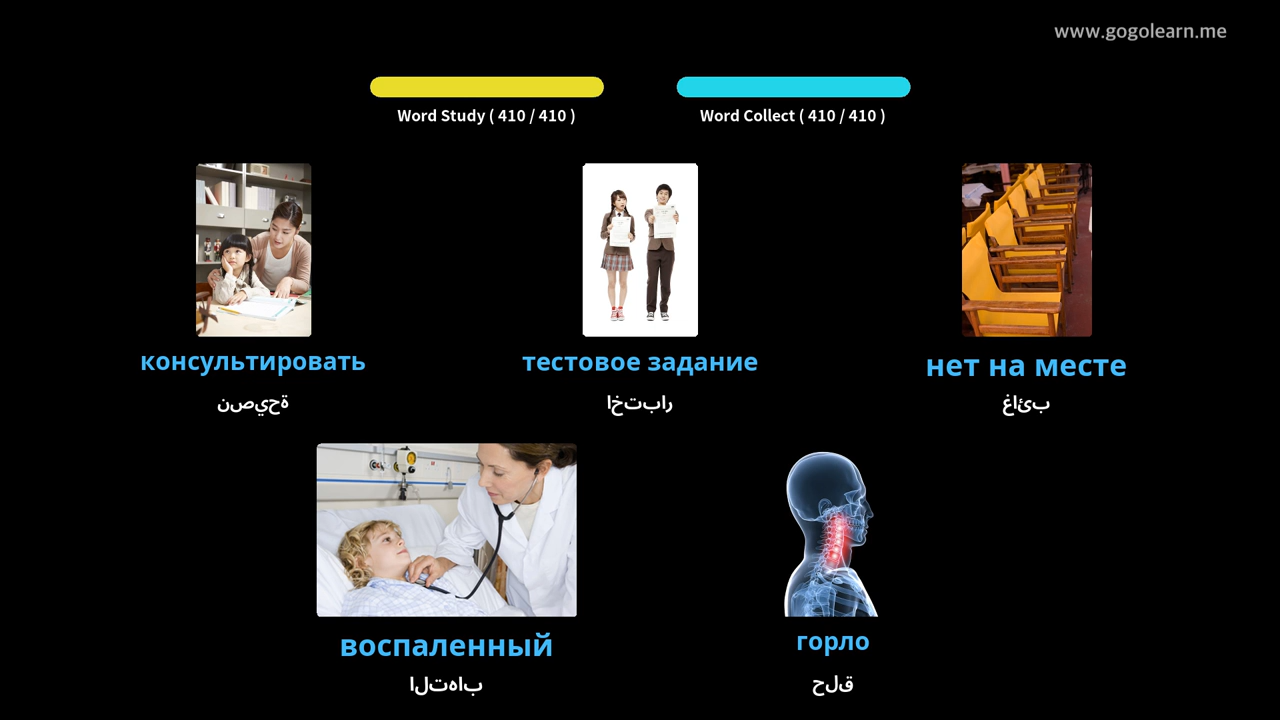 www.gogolearn.me
Word Study ( 410 / 410 )
Word Collect ( 410 / 410 )
консультировать
тестовое задание
нет на месте
نصيحة
اختبار
غائب
воспаленный
горло
التهاب
حلق